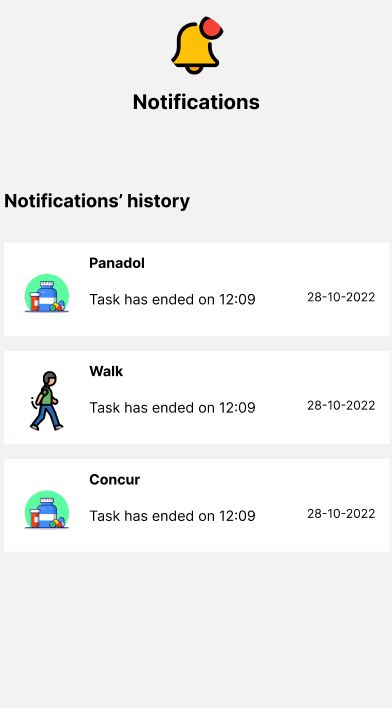 Notifications
Notifications’ history
Panadol
Task has ended on 12:09
28-10-2022
Walk
Task has ended on 12:09
28-10-2022
Concur
Task has ended on 12:09
28-10-2022